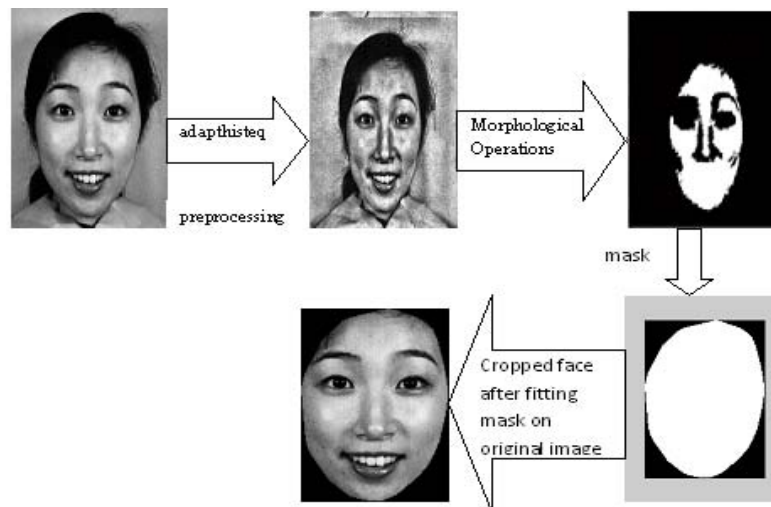 adapthisteq
preprocessing
Morphological
Operations
mask
Cropped face
after fitting
mask on
original image